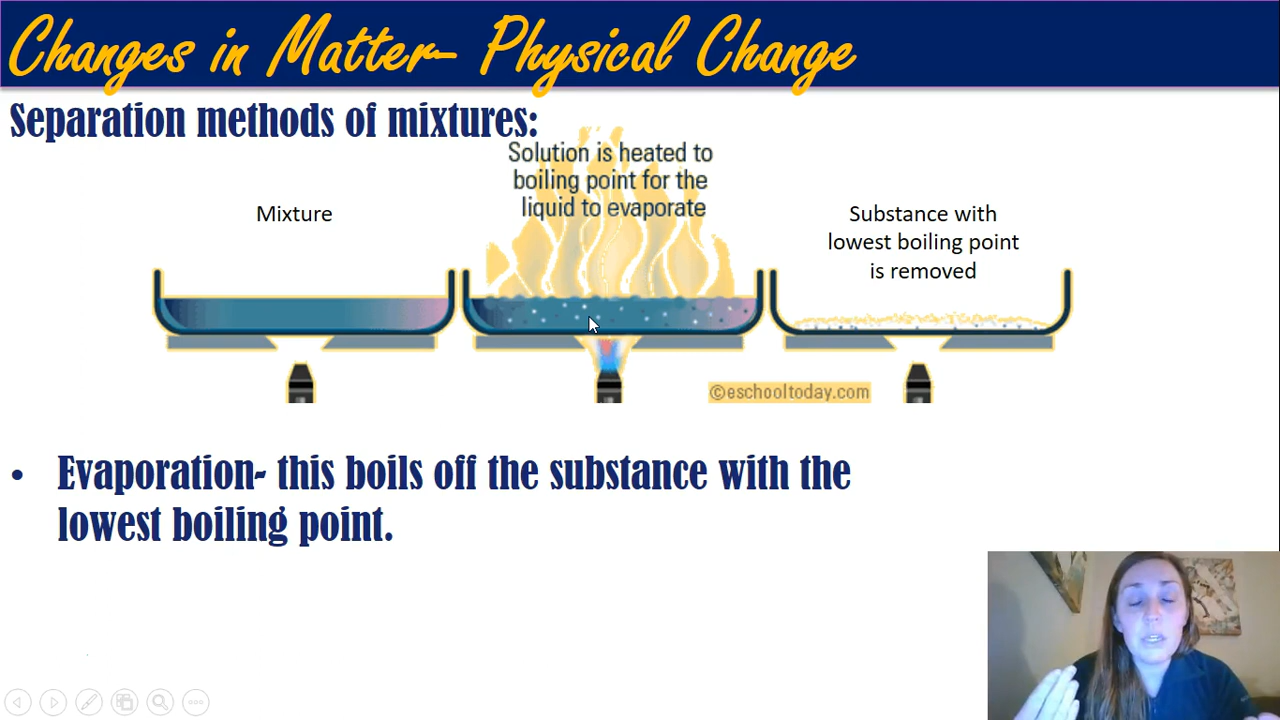 Changes in Matter- Physical Change
Separation methods of mixtures:
Mixture
Solution is heated to
boiling point for the
liquid to evaporate
Substance with
lowest boiling point
is removed
©eschooltoday.com
• Evaporation- this boils off the substance with the
lowest boiling point.